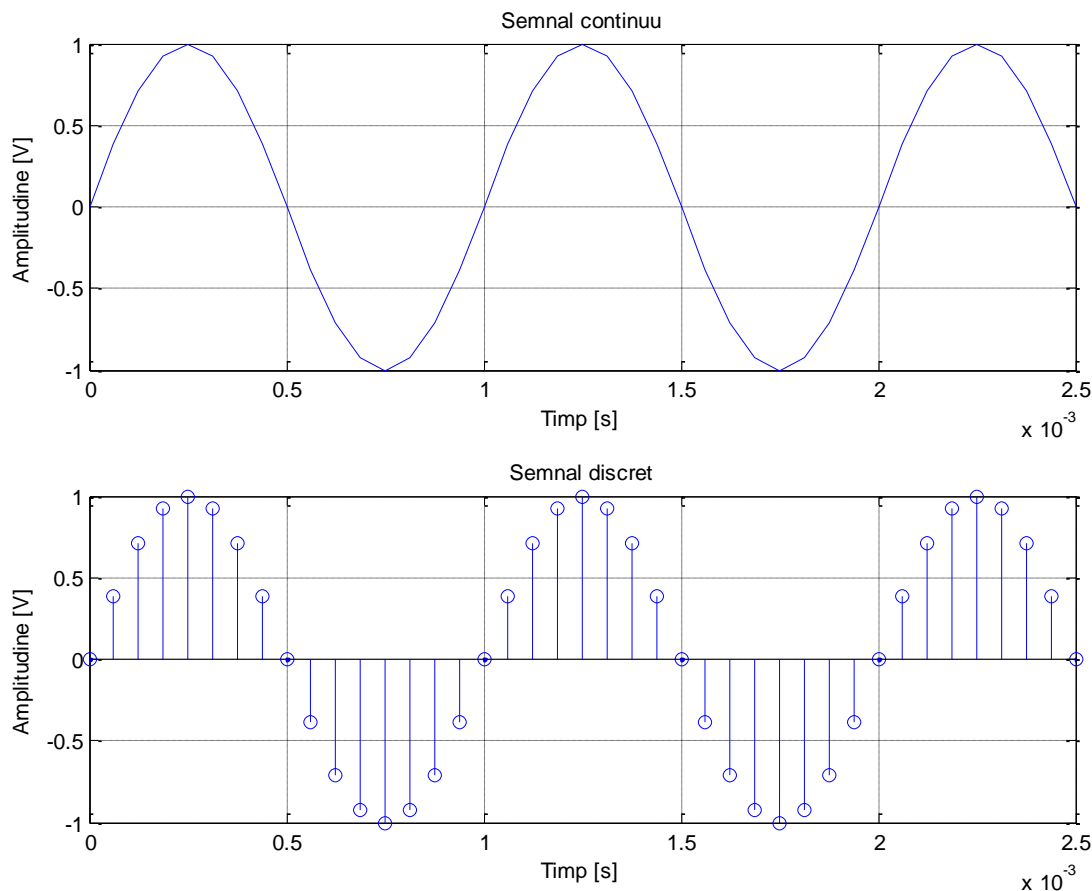 Semnal continuu
1
0.5
0
-0.5
-1
Amplitudine [V]
0 0.5 1 1.5 2 2.5
Timp [s]
x 10^-3
Semnal discret
1
0.5
0
-0.5
-1
Amplitudine [V]
0 0.5 1 1.5 2 2.5
Timp [s]
x 10^-3